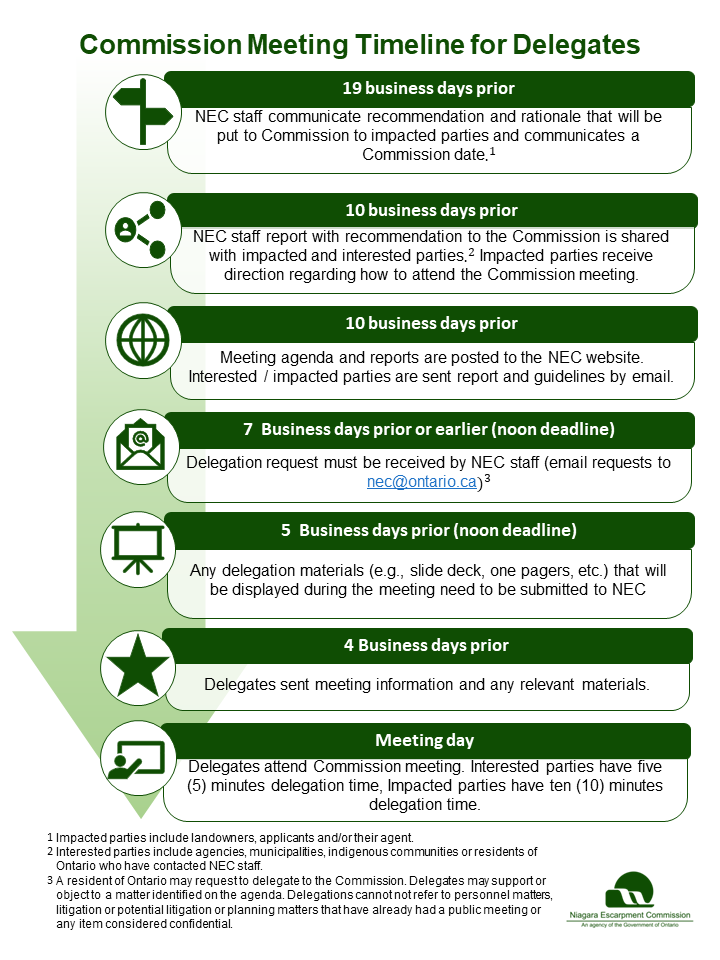 Commission Meeting Timeline for Delegates
19 business days prior
NEC staff communicate recommendation and rationale that will be
put to Commission to impacted parties and communicates a
Commission date.1
10 business days prior
NEC staff report with recommendation to the Commission is shared
with impacted and interested parties.2 Impacted parties receive
direction regarding how to attend the Commission meeting.
10 business days prior
Meeting agenda and reports are posted to the NEC website.
Interested / impacted parties are sent report and guidelines by email.
7 Business days prior or earlier (noon deadline)
Delegation request must be received by NEC staff (email requests to
nec@ontario.ca)3
5 Business days prior (noon deadline)
Any delegation materials (e.g., slide deck, one pagers, etc.) that will
be displayed during the meeting need to be submitted to NEC
4 Business days prior
Delegates sent meeting information and any relevant materials.
Meeting day
Delegates attend Commission meeting. Interested parties have five
(5) minutes delegation time, Impacted parties have ten (10) minutes
delegation time.
1 Impacted parties include landowners, applicants and/or their agent.
2 Interested parties include agencies, municipalities, indigenous communities or residents of
Ontario who have contacted NEC staff.
3 A resident of Ontario may request to delegate to the Commission. Delegates may support or
object to a matter identified on the agenda. Delegations cannot not refer to personnel matters,
litigation or potential litigation or planning matters that have already had a public meeting or
any item considered confidential.
Niagara Escarpment Commission
An agency of the Government of Ontario